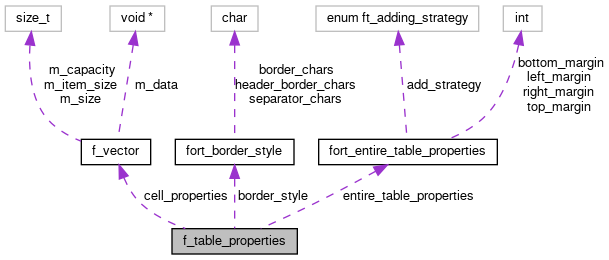 size_t
void *
char
enum ft_adding_strategy
int
m_capacity
m_item_size
m_size
m_data
border_chars
header_border_chars
separator_chars
add_strategy
bottom_margin
left_margin
right_margin
top_margin
f_vector
fort_border_style
fort_entire_table_properties
cell_properties
border_style
entire_table_properties
f_table_properties